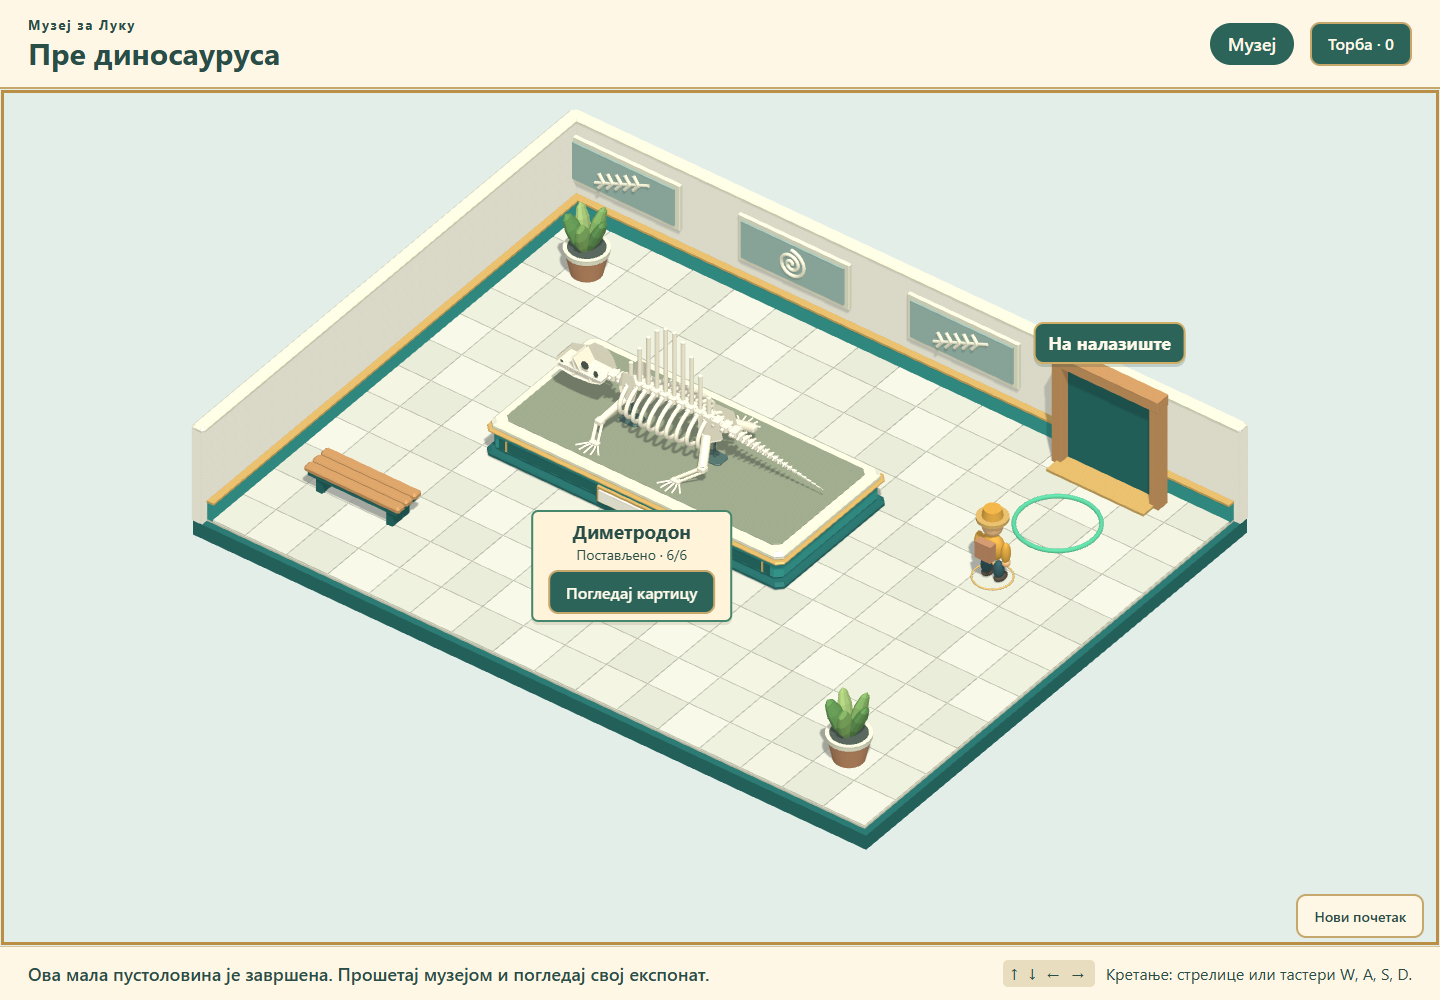 Музеј за Луку
Пре диносауруса
Музеј
Торба · 0
На налазиште
Диметродон
Постављено · 6/6
Погледај картицу
Нови почетак
Ова мала пустоловина је завршена. Прошетај музејом и погледај свој експонат.
↑ ↓ ← → Кретање: стрелице или тастери W, A, S, D.